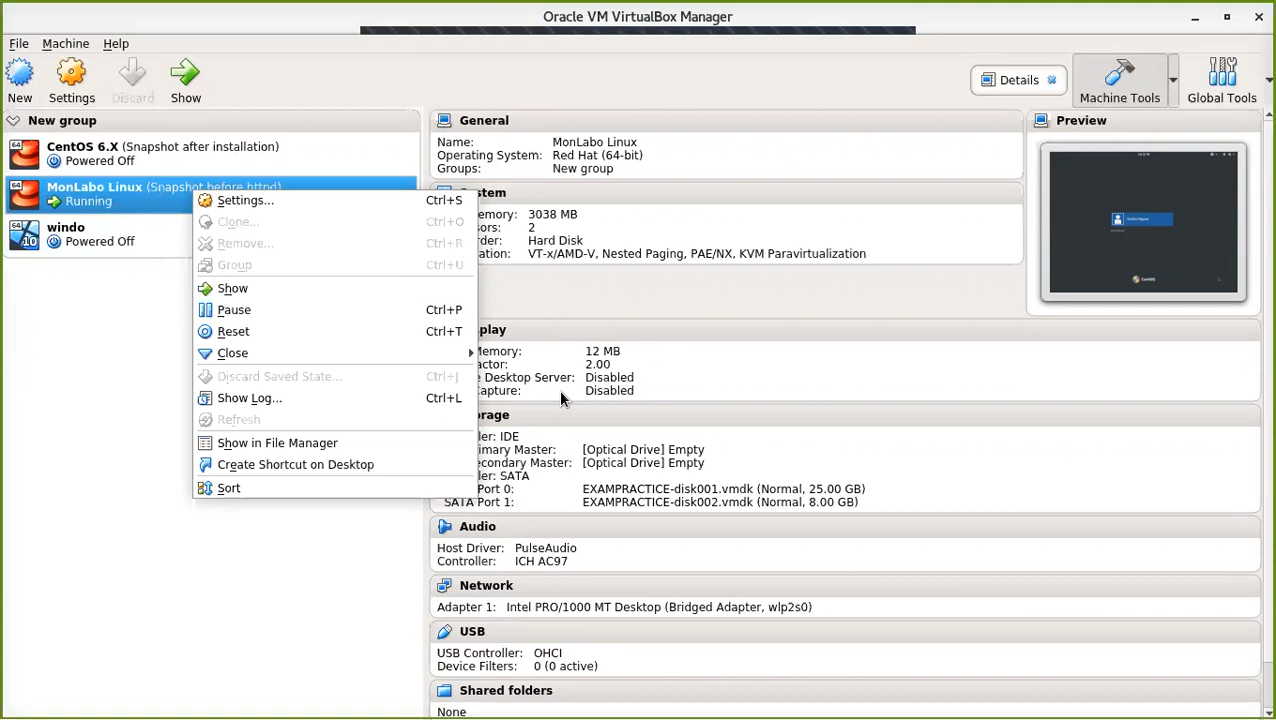 Oracle VM VirtualBox Manager
File Machine Help
New Settings Discard Show
Details
Machine Tools Global Tools
New group
CentOS 6.X (Snapshot after installation)
Powered Off
MonLabo Linux (Snapshot before httpd)
Running
windo
Powered Off
Settings... Ctrl+S
Clone... Ctrl+O
Remove... Ctrl+R
Group Ctrl+U
Show
Pause Ctrl+P
Reset Ctrl+T
Close
Discard Saved State... Ctrl+J
Show Log... Ctrl+L
Refresh
Show in File Manager
Create Shortcut on Desktop
Sort
General
Name: MonLabo Linux
Operating System: Red Hat (64-bit)
Groups: New group
ystem
emory: 3038 MB
sors: 2
rder: Hard Disk
ation: VT-x/AMD-V, Nested Paging, PAE/NX, KVM Paravirtualization
play
Memory: 12 MB
actor: 2.00
e Desktop Server: Disabled
Capture: Disabled
orage
ler: IDE
imary Master: [Optical Drive] Empty
econdary Master: [Optical Drive] Empty
ler: SATA
Port 0: EXAMPRACTICE-disk001.vmdk (Normal, 25.00 GB)
SATA Port 1: EXAMPRACTICE-disk002.vmdk (Normal, 8.00 GB)
Audio
Host Driver: PulseAudio
Controller: ICH AC97
Network
Adapter 1: Intel PRO/1000 MT Desktop (Bridged Adapter, wlp2s0)
USB
USB Controller: OHCI
Device Filters: 0 (0 active)
Shared folders
None
Preview
CentOS